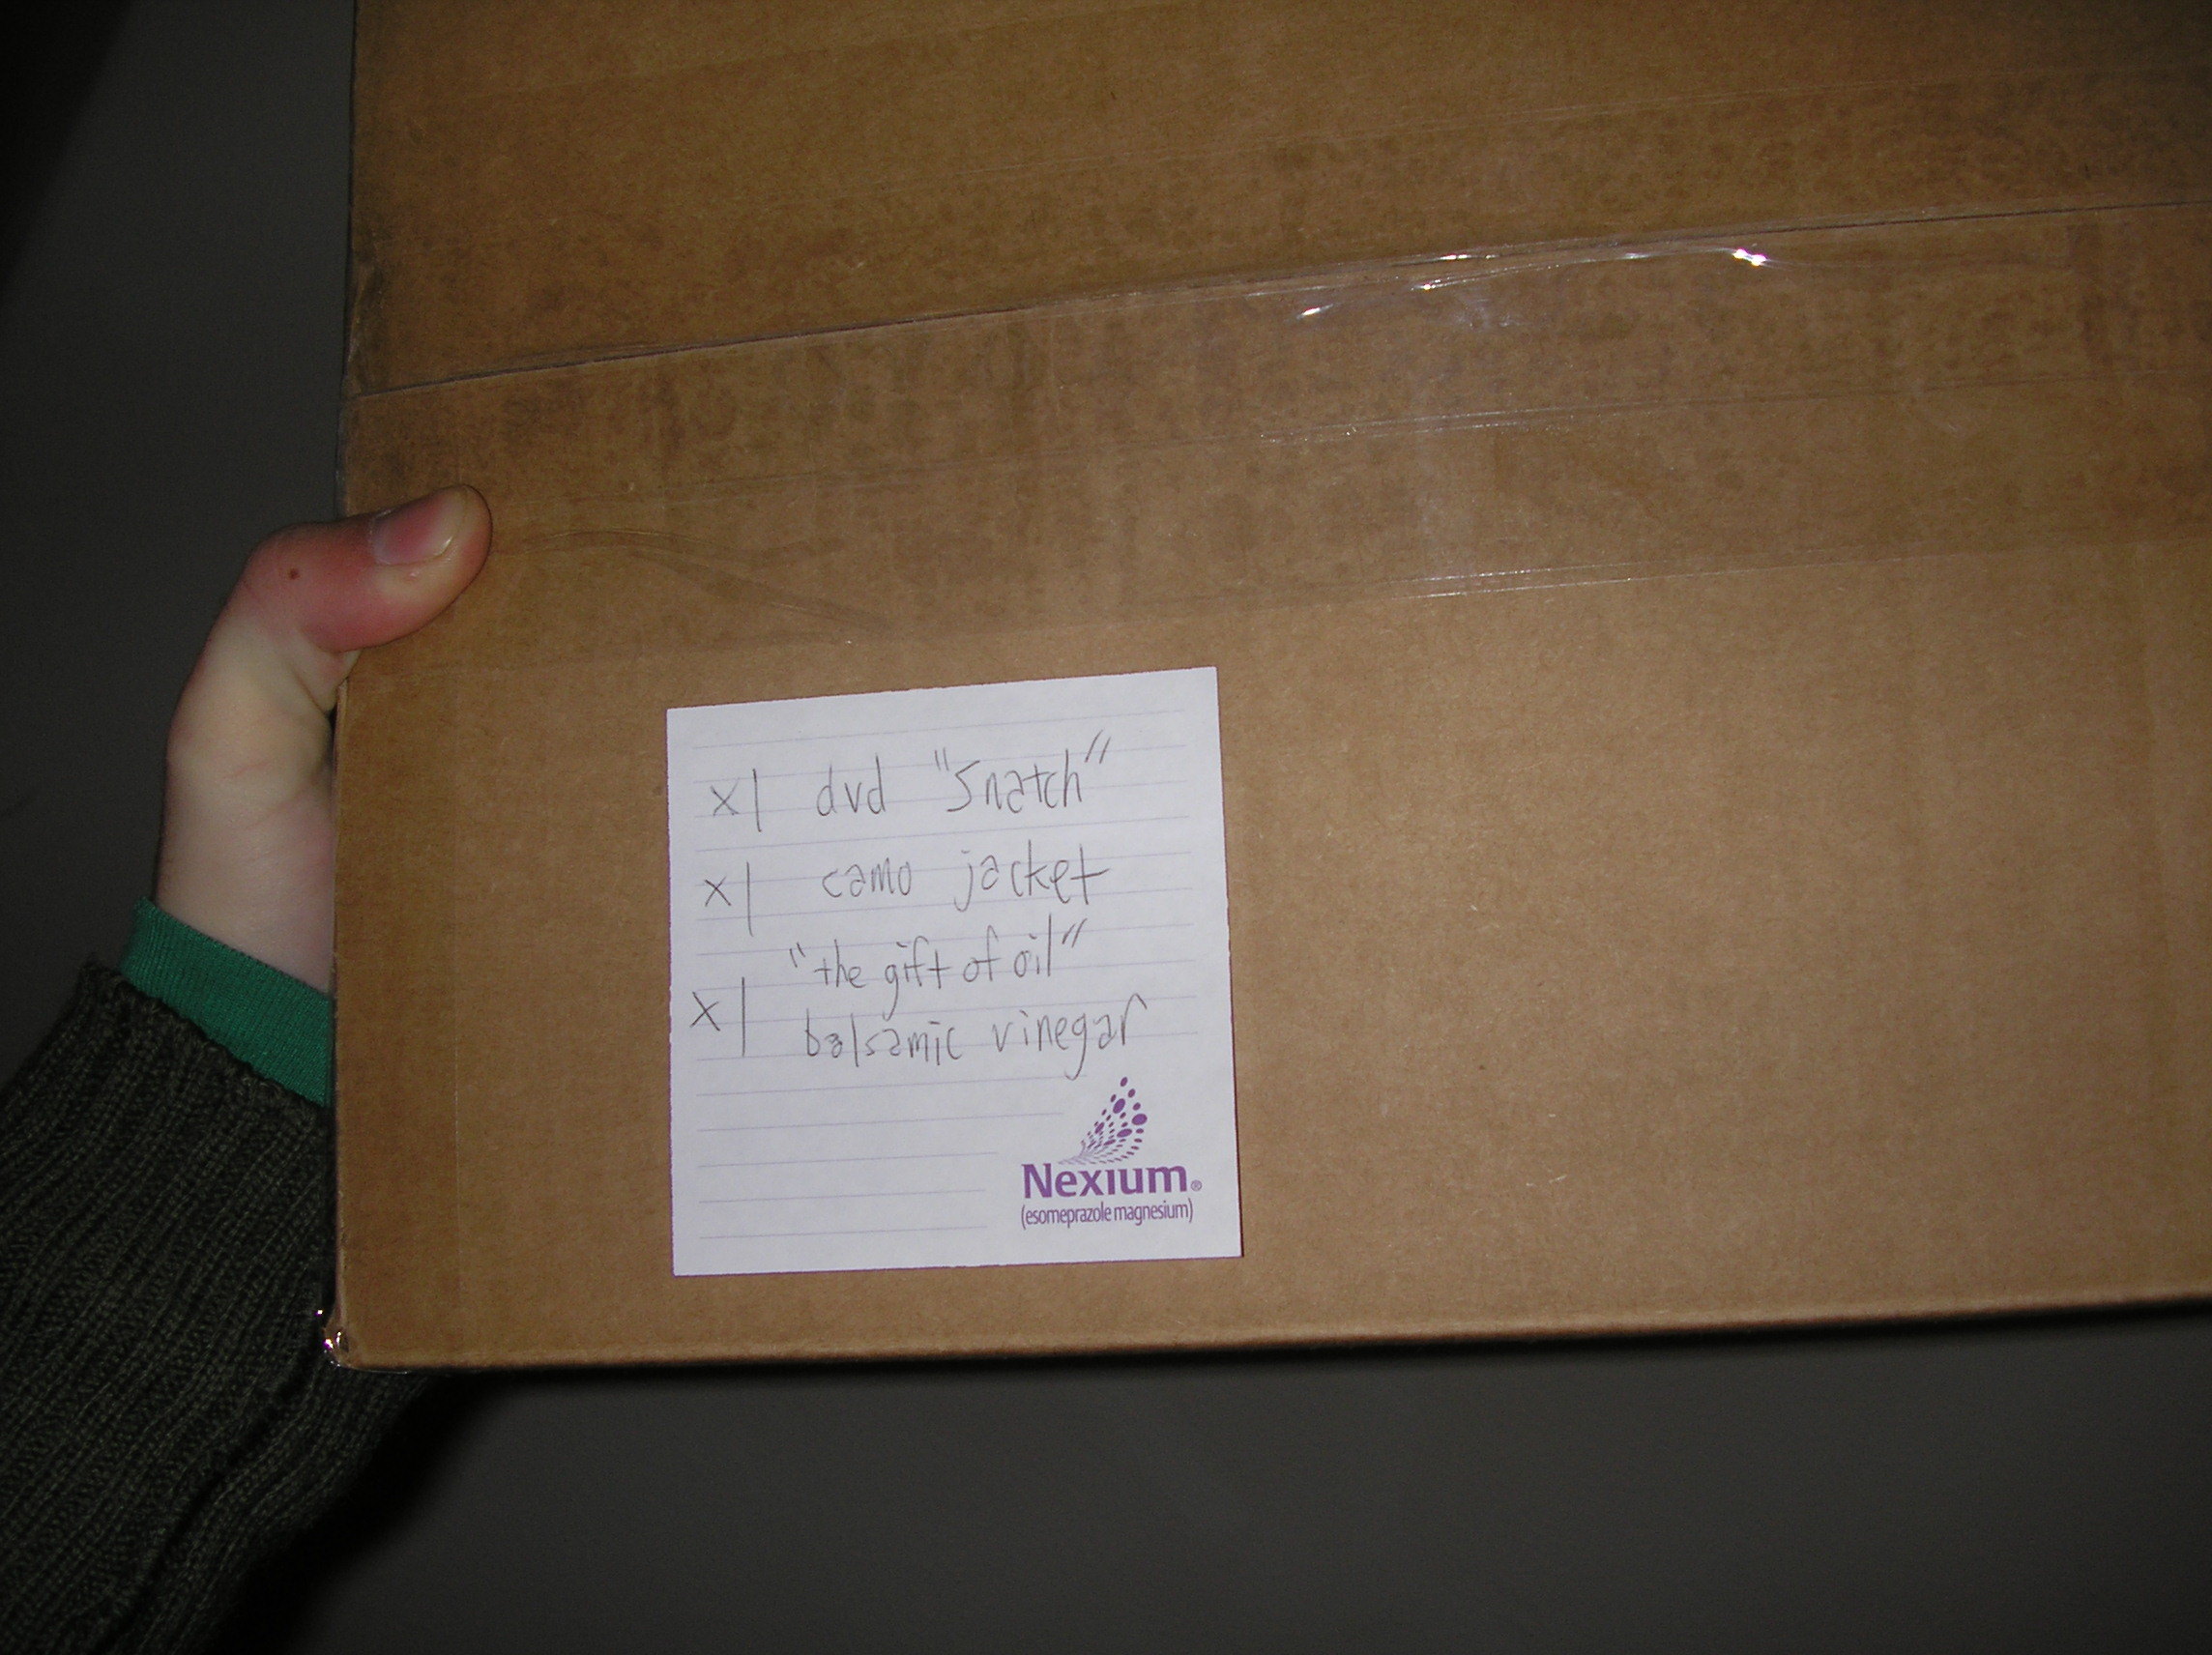 x1 dvd "Snatch"
x1 camo jacket
"the gift of oil"
x1 balsamic vinegar
Nexium®
(esomeprazole magnesium)